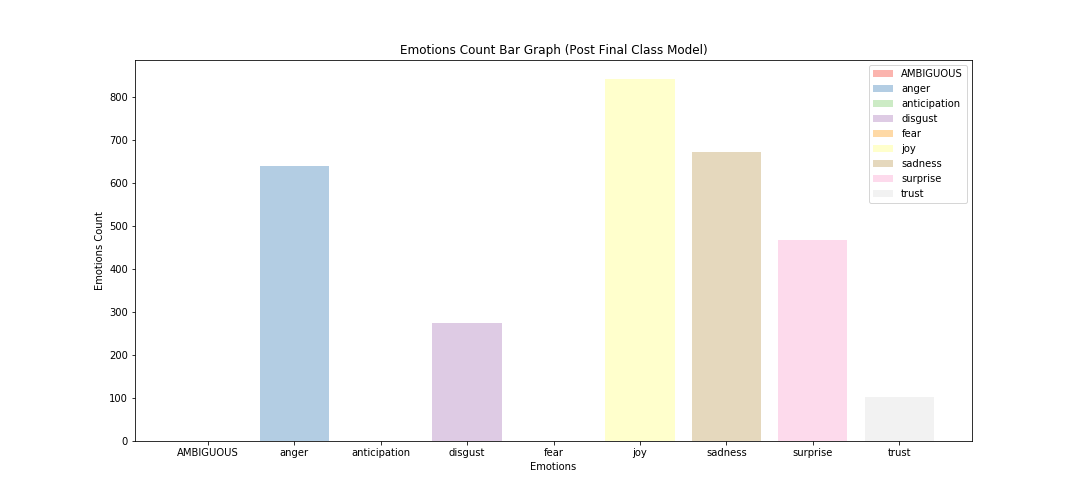 Emotions Count Bar Graph (Post Final Class Model)
AMBIGUOUS
anger
anticipation
disgust
fear
joy
sadness
surprise
trust
Emotions Count
800
700
600
500
400
300
200
100
0
AMBIGUOUS anger anticipation disgust fear joy sadness surprise trust
Emotions